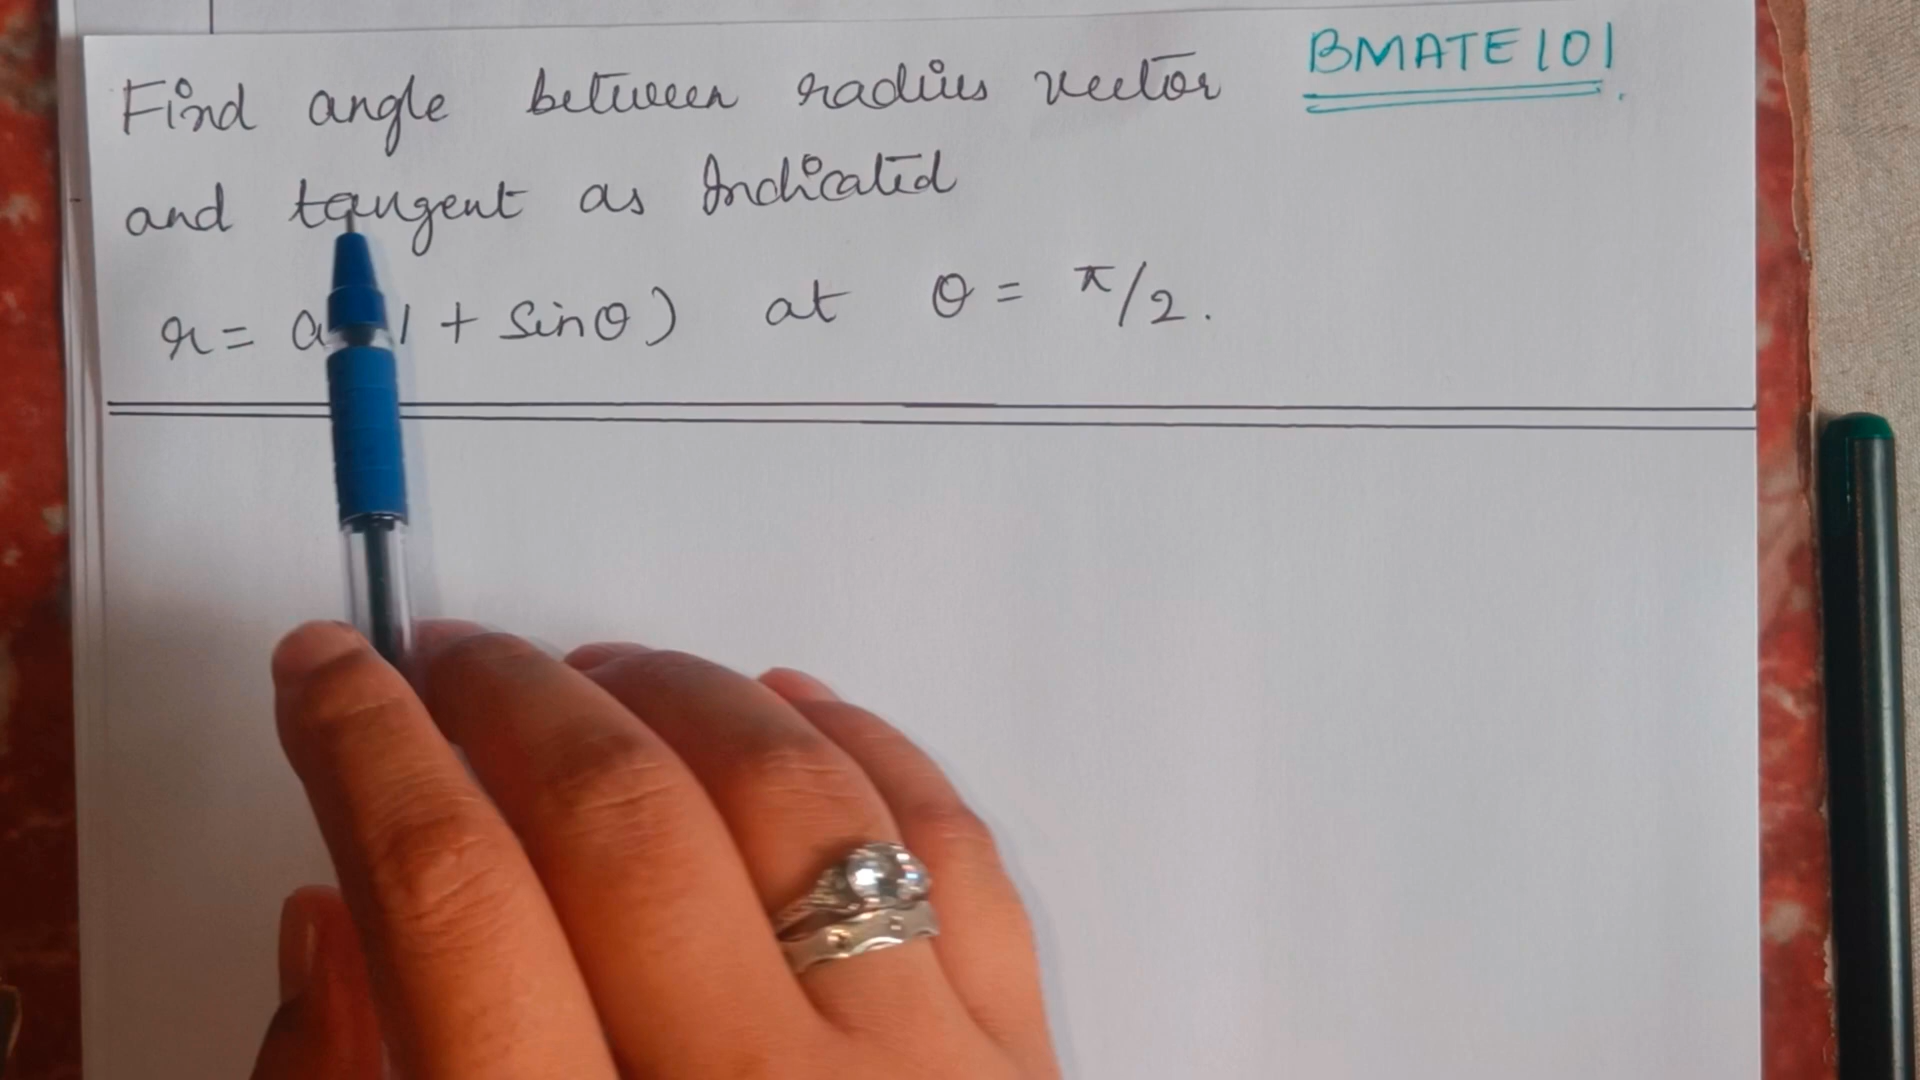 Find angle between radius vector BMATE101
and tangent as Indicated
r = a(1 + sinθ) at θ = π/2.